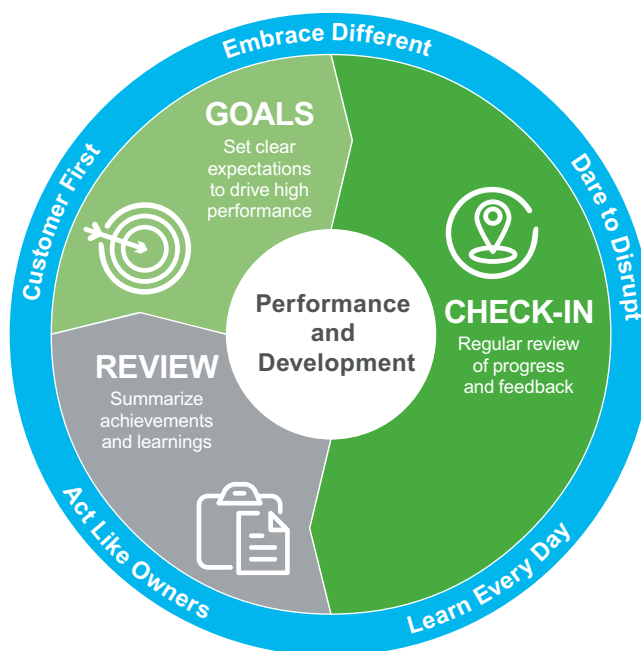 Embrace Different
Dare to Disrupt
Learn Every Day
Act Like Owners
Customer First
GOALS
Set clear
expectations
to drive high
performance
CHECK-IN
Regular review
of progress
and feedback
REVIEW
Summarize
achievements
and learnings
Performance
and
Development